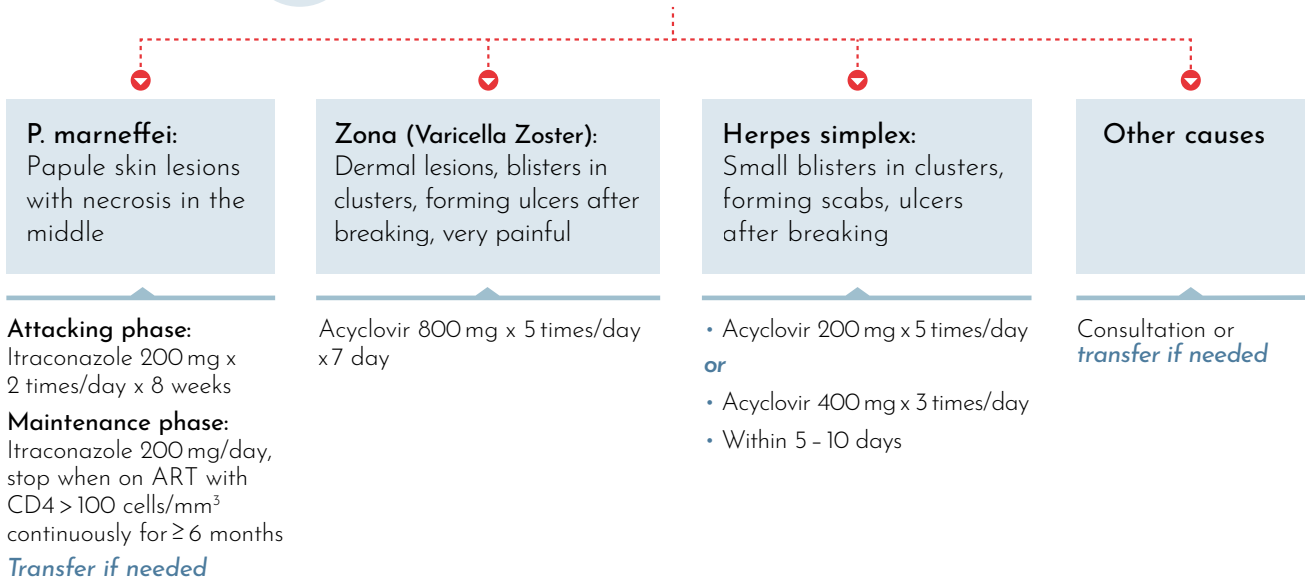 P. marneffei:
Papule skin lesions
with necrosis in the
middle
Zona (Varicella Zoster):
Dermal lesions, blisters in
clusters, forming ulcers after
breaking, very painful
Herpes simplex:
Small blisters in clusters,
forming scabs, ulcers
after breaking
Other causes
Attacking phase:
Itraconazole 200 mg x
2 times/day x 8 weeks
Maintenance phase:
Itraconazole 200 mg/day,
stop when on ART with
CD4 > 100 cells/mm³
continuously for ≥ 6 months
Transfer if needed
Acyclovir 800 mg x 5 times/day
x 7 day
• Acyclovir 200 mg x 5 times/day
or
• Acyclovir 400 mg x 3 times/day
• Within 5 – 10 days
Consultation or
transfer if needed